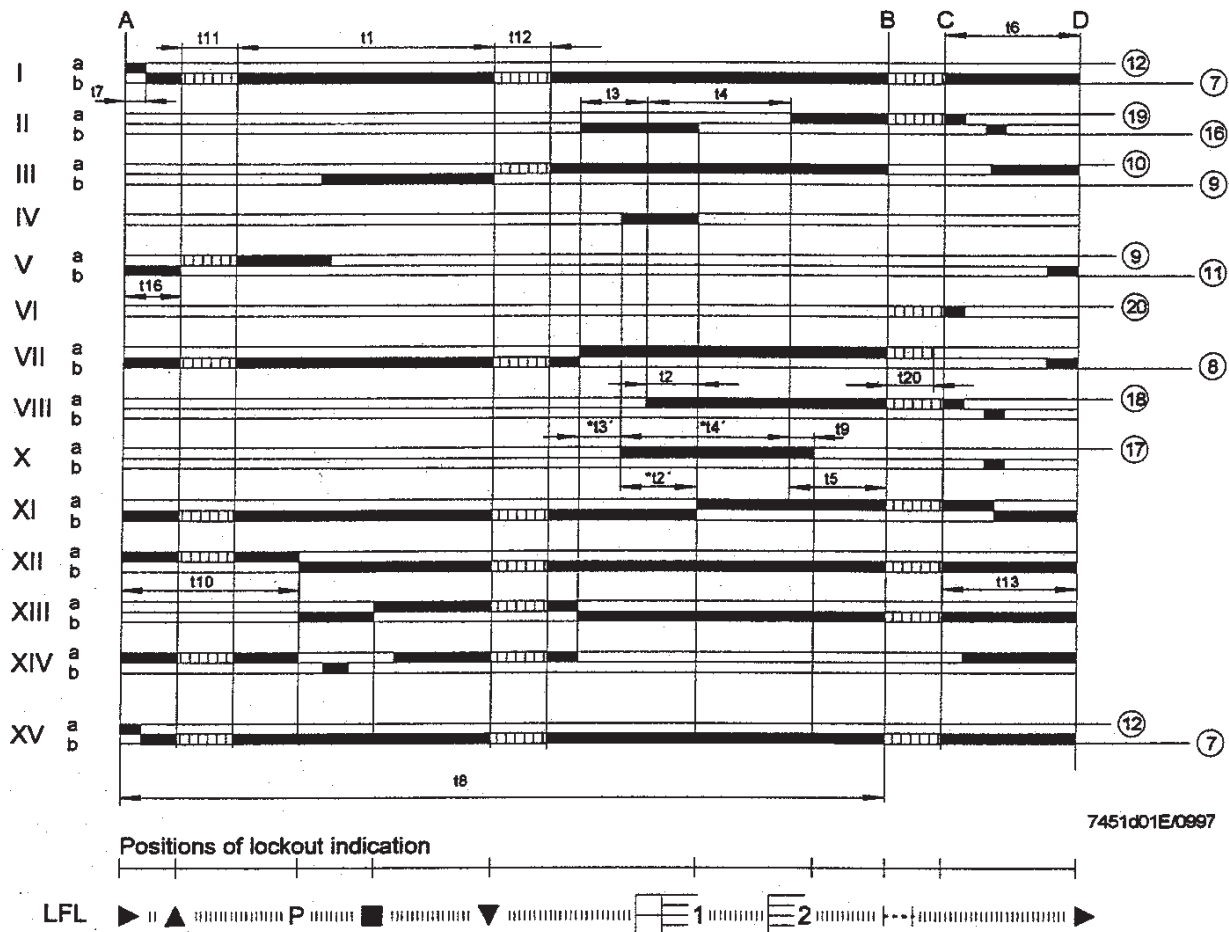 A B C D
t11 t1 t12 t6
I a b 12 7
t7
t3 t4
II a b 19 16
III a b 10 9
IV
V a b 9 11
t16
VI 20
VII a b 8
t2 t20
VIII a b 18
"t3´ "t4´ t9
X a b 17
"t2´ t5
XI a b
XII a b
t10 t13
XIII a b
XIV a b
XV a b 12 7
t8
7451d01E/0997
Positions of lockout indication
LFL P 1 2